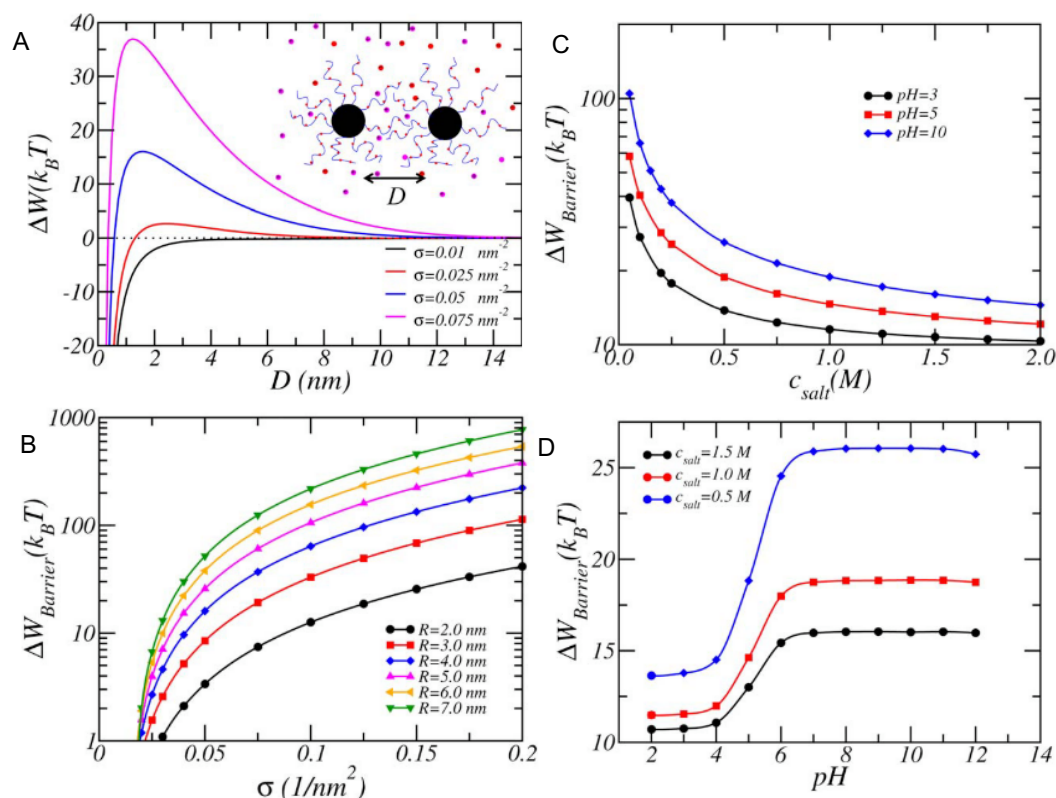 A
ΔW(k_BT)
40
30
20
10
0
-10
-20
0 2 4 6 8 10 12 14
D (nm)
D
σ=0.01 nm⁻²
σ=0.025 nm⁻²
σ=0.05 nm⁻²
σ=0.075 nm⁻²
C
ΔW_Barrier(k_BT)
100
10
0.0 0.5 1.0 1.5 2.0
c_salt(M)
pH=3
pH=5
pH=10
B
ΔW_Barrier(k_BT)
1000
100
10
1
0 0.05 0.1 0.15 0.2
σ (1/nm²)
R=2.0 nm
R=3.0 nm
R=4.0 nm
R=5.0 nm
R=6.0 nm
R=7.0 nm
D
ΔW_Barrier(k_BT)
25
20
15
10
2 4 6 8 10 12 14
pH
c_salt=1.5 M
c_salt=1.0 M
c_salt=0.5 M